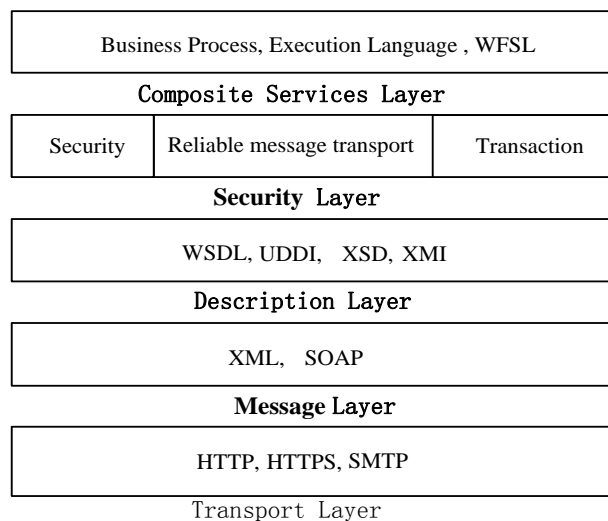 Business Process, Execution Language , WFSL
Composite Services Layer
Security Reliable message transport Transaction
Security Layer
WSDL, UDDI, XSD, XMI
Description Layer
XML, SOAP
Message Layer
HTTP, HTTPS, SMTP
Transport Layer